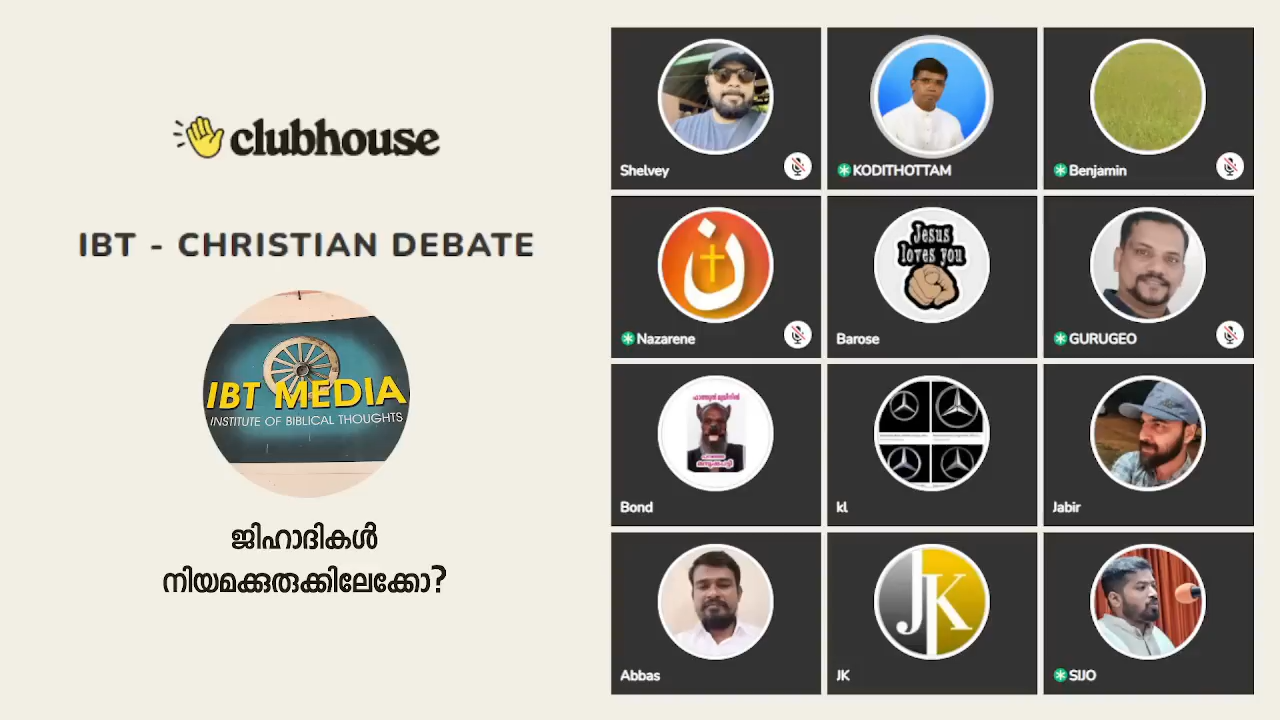 clubhouse
IBT - CHRISTIAN DEBATE
IBT MEDIA
INSTITUTE OF BIBLICAL THOUGHTS
ജിഹാദികൾ
നിയമക്കുരുക്കിലേക്കോ?
Shelvey
KODITHOTTAM
Benjamin
Nazarene
Jesus
loves you
Barose
GURUGEO
Bond
kl
Jabir
Abbas
JK
JK
SIJO